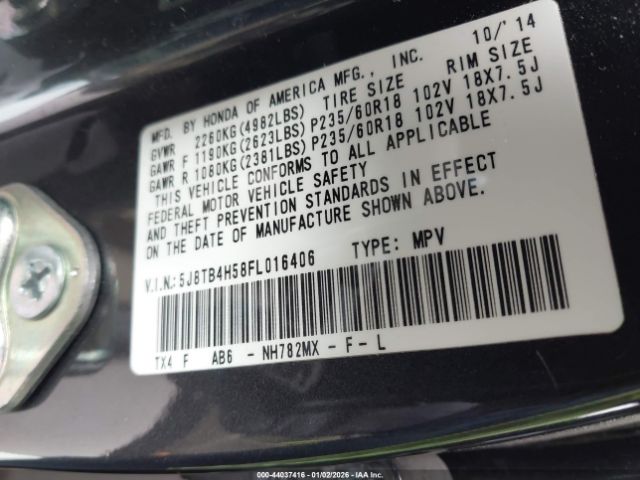 MFG. BY HONDA OF AMERICA MFG., INC. 10/'14
GVWR 2260KG(4982LBS) TIRE SIZE RIM SIZE
GAWR F 1190KG(2623LBS) P235/60R18 102V 18X7.5J
GAWR R 1080KG(2381LBS) P235/60R18 102V 18X7.5J
THIS VEHICLE CONFORMS TO ALL APPLICABLE
FEDERAL MOTOR VEHICLE SAFETY
AND THEFT PREVENTION STANDARDS IN EFFECT
ON THE DATE OF MANUFACTURE SHOWN ABOVE.
V.I.N.: 5J8TB4H58FL016406 TYPE: MPV
TX4 F AB6 - NH782MX - F - L
000-44037416 - 01/02/2026 - IAA